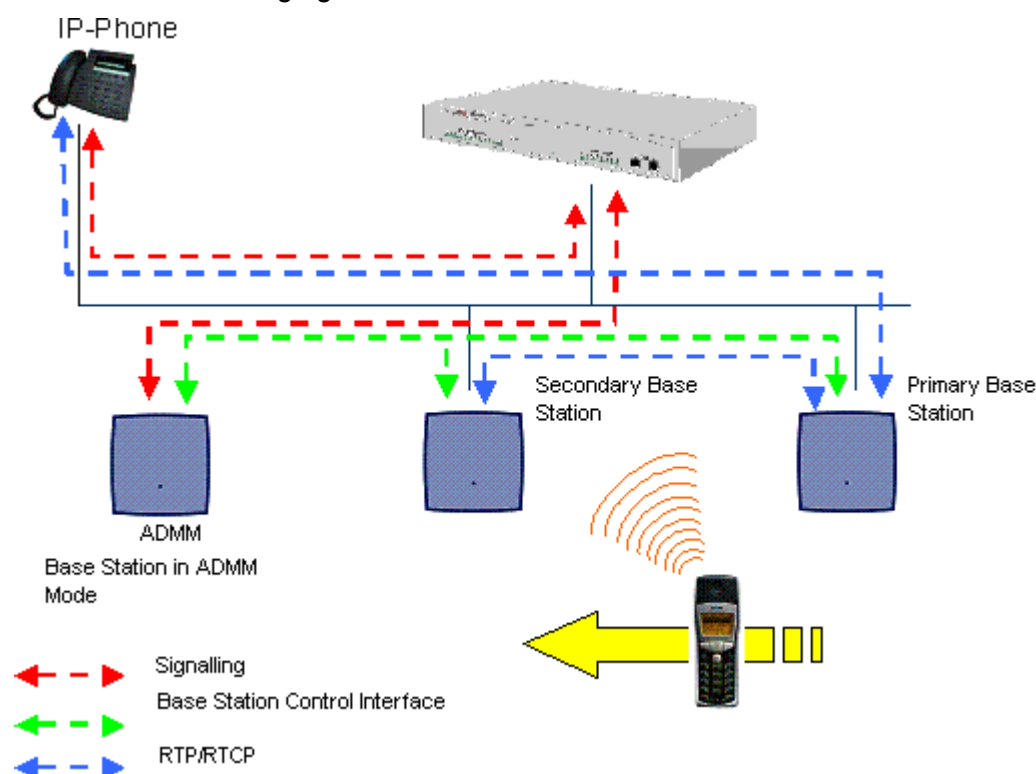 IP-Phone
Secondary Base
Station
Primary Base
Station
ADMM
Base Station in ADMM
Mode
Signalling
Base Station Control Interface
RTP/RTCP